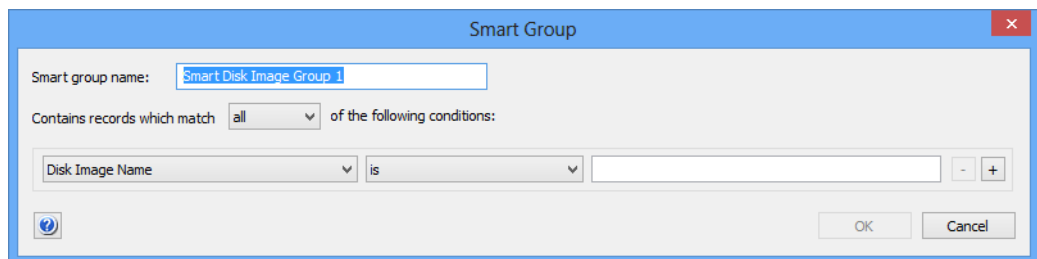 Smart Group
Smart group name: Smart Disk Image Group 1
Contains records which match all of the following conditions:
Disk Image Name is - +
OK Cancel